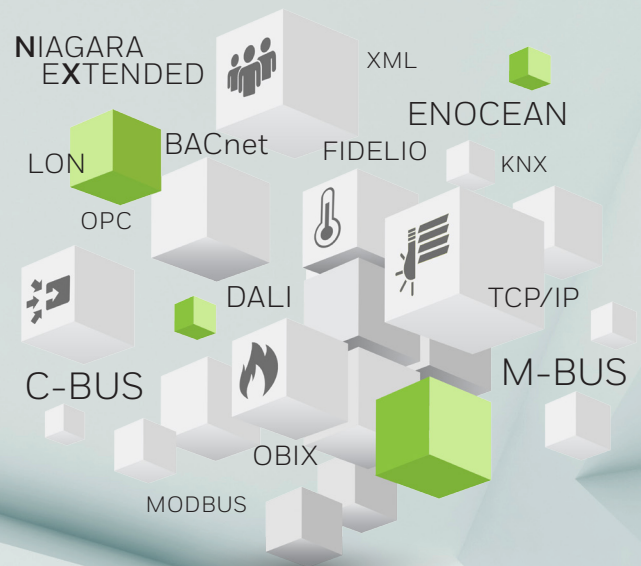 NIAGARA
EXTENDED
XML
ENOCEAN
BACnet
FIDELIO
LON
KNX
OPC
DALI
TCP/IP
C-BUS
M-BUS
OBIX
MODBUS